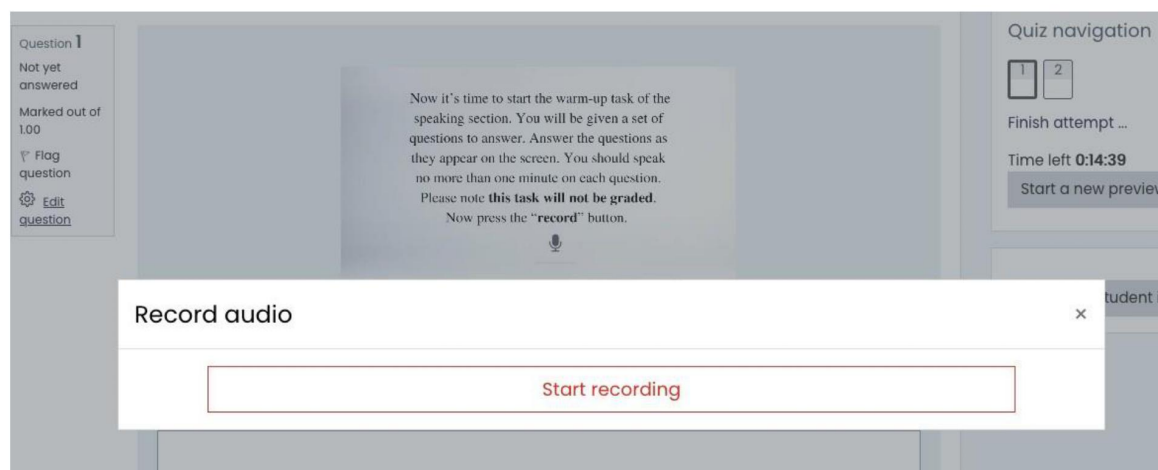 Question 1
Not yet
answered
Marked out of
1.00
Flag
question
Edit
question
Now it's time to start the warm-up task of the
speaking section. You will be given a set of
questions to answer. Answer the questions as
they appear on the screen. You should speak
no more than one minute on each question.
Please note this task will not be graded.
Now press the “record” button.
Record audio
×
Start recording
Quiz navigation
1 2
Finish attempt ...
Time left 0:14:39
Start a new preview